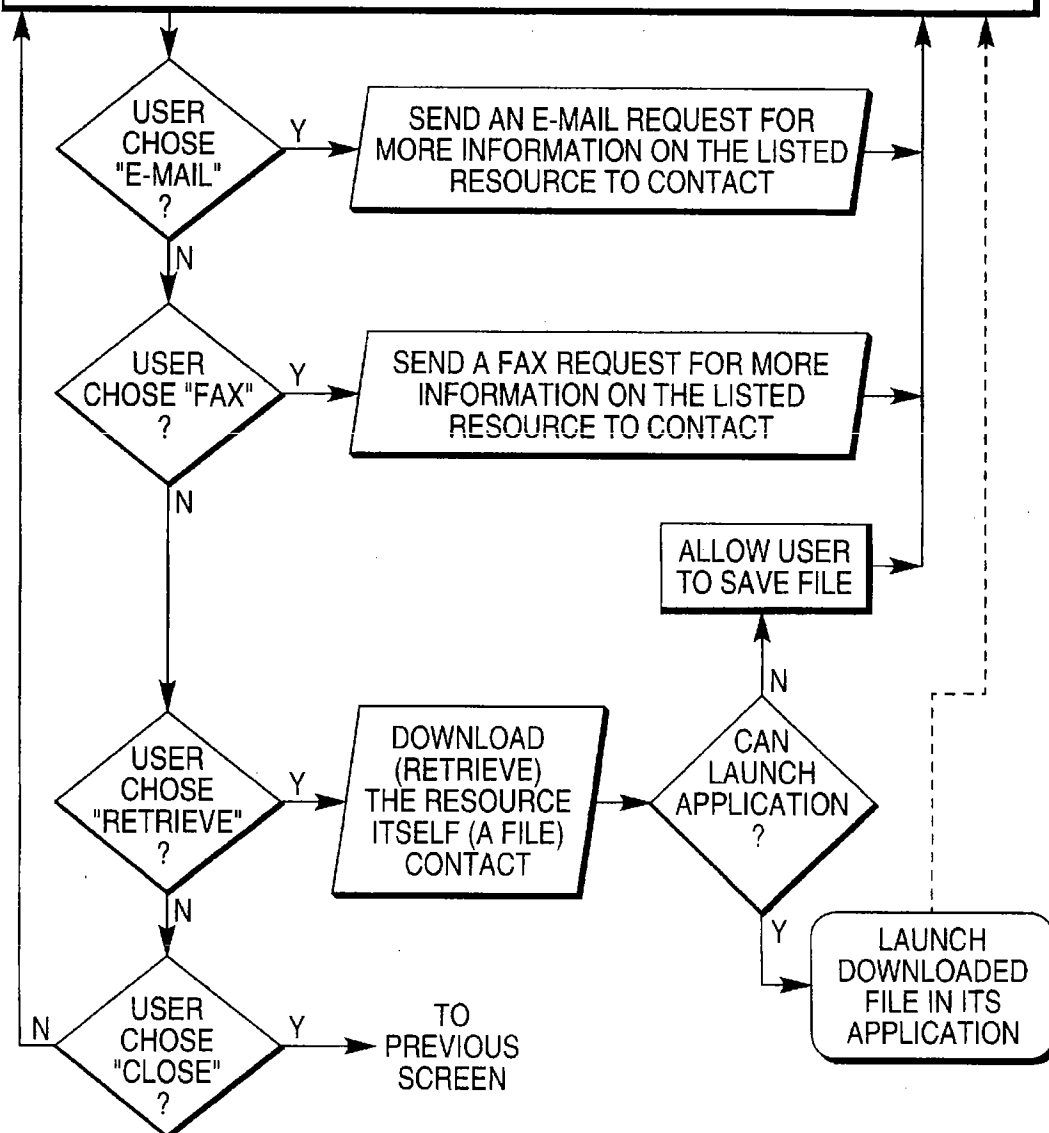 USER
CHOSE
"E-MAIL"
?
Y
SEND AN E-MAIL REQUEST FOR
MORE INFORMATION ON THE LISTED
RESOURCE TO CONTACT
N
USER
CHOSE "FAX"
?
Y
SEND A FAX REQUEST FOR MORE
INFORMATION ON THE LISTED
RESOURCE TO CONTACT
N
ALLOW USER
TO SAVE FILE
N
USER
CHOSE
"RETRIEVE"
?
Y
DOWNLOAD
(RETRIEVE)
THE RESOURCE
ITSELF (A FILE)
CONTACT
CAN
LAUNCH
APPLICATION
?
N
Y
LAUNCH
DOWNLOADED
FILE IN ITS
APPLICATION
N
USER
CHOSE
"CLOSE"
?
Y
TO
PREVIOUS
SCREEN